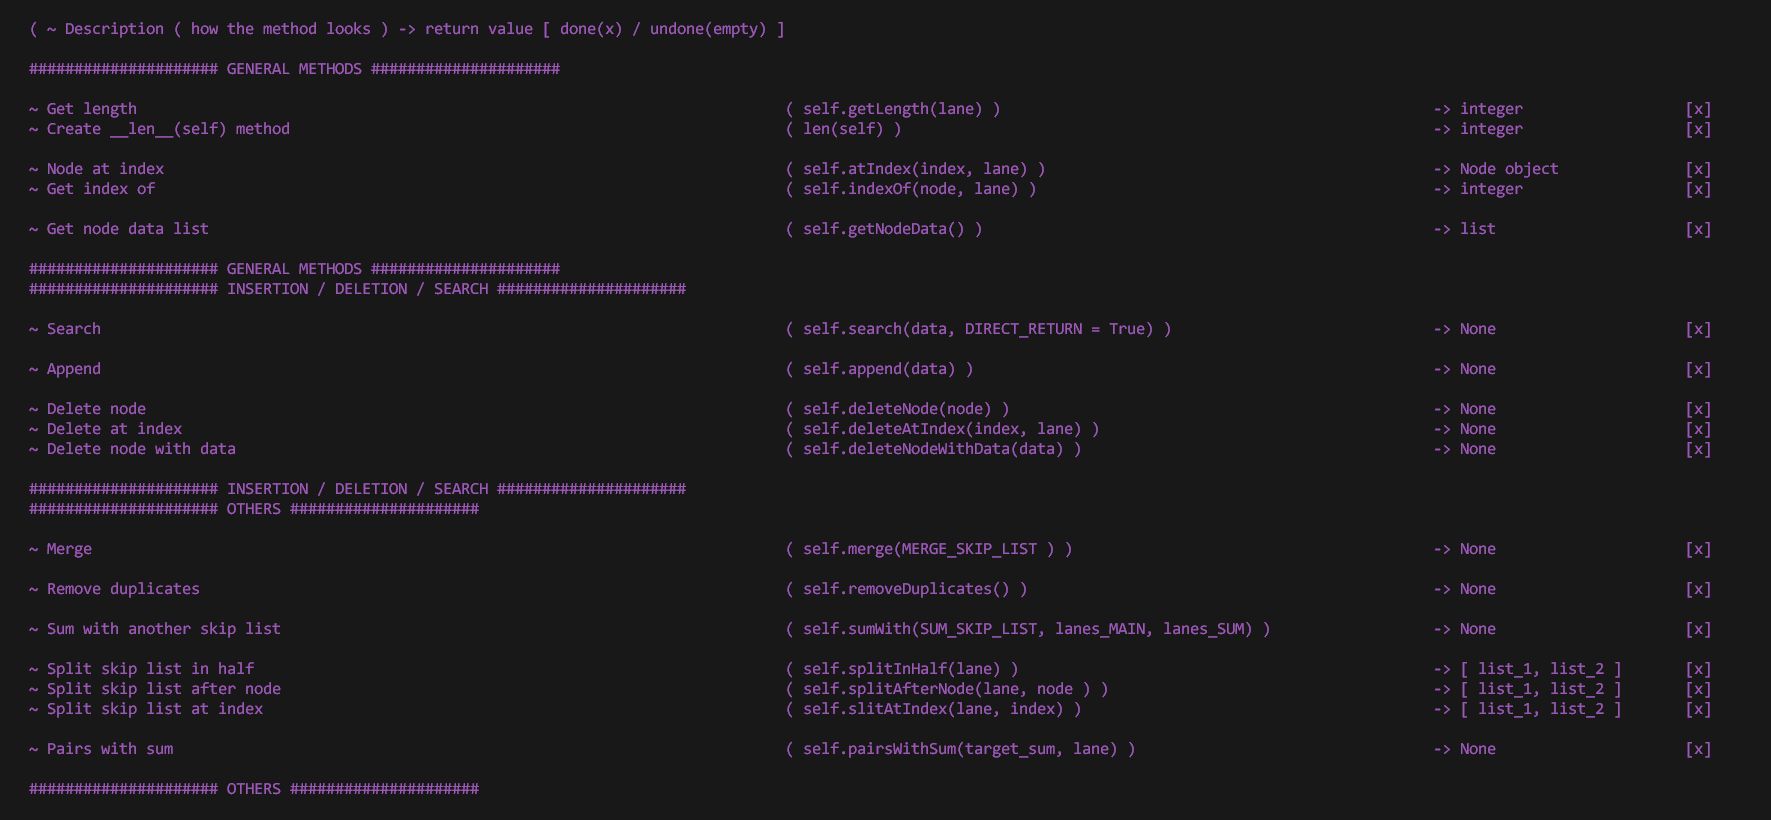 ( ~ Description ( how the method looks ) -> return value [ done(x) / undone(empty) ]
##################### GENERAL METHODS #####################
~ Get length ( self.getLength(lane) ) -> integer [x]
~ Create __len__(self) method ( len(self) ) -> integer [x]
~ Node at index ( self.atIndex(index, lane) ) -> Node object [x]
~ Get index of ( self.indexOf(node, lane) ) -> integer [x]
~ Get node data list ( self.getNodeData() ) -> list [x]
##################### GENERAL METHODS #####################
##################### INSERTION / DELETION / SEARCH #####################
~ Search ( self.search(data, DIRECT_RETURN = True) ) -> None [x]
~ Append ( self.append(data) ) -> None [x]
~ Delete node ( self.deleteNode(node) ) -> None [x]
~ Delete at index ( self.deleteAtIndex(index, lane) ) -> None [x]
~ Delete node with data ( self.deleteNodeWithData(data) ) -> None [x]
##################### INSERTION / DELETION / SEARCH #####################
##################### OTHERS #####################
~ Merge ( self.merge(MERGE_SKIP_LIST ) ) -> None [x]
~ Remove duplicates ( self.removeDuplicates() ) -> None [x]
~ Sum with another skip list ( self.sumWith(SUM_SKIP_LIST, lanes_MAIN, lanes_SUM) ) -> None [x]
~ Split skip list in half ( self.splitInHalf(lane) ) -> [ list_1, list_2 ] [x]
~ Split skip list after node ( self.splitAfterNode(lane, node ) ) -> [ list_1, list_2 ] [x]
~ Split skip list at index ( self.slitAtIndex(lane, index) ) -> [ list_1, list_2 ] [x]
~ Pairs with sum ( self.pairsWithSum(target_sum, lane) ) -> None [x]
##################### OTHERS #####################